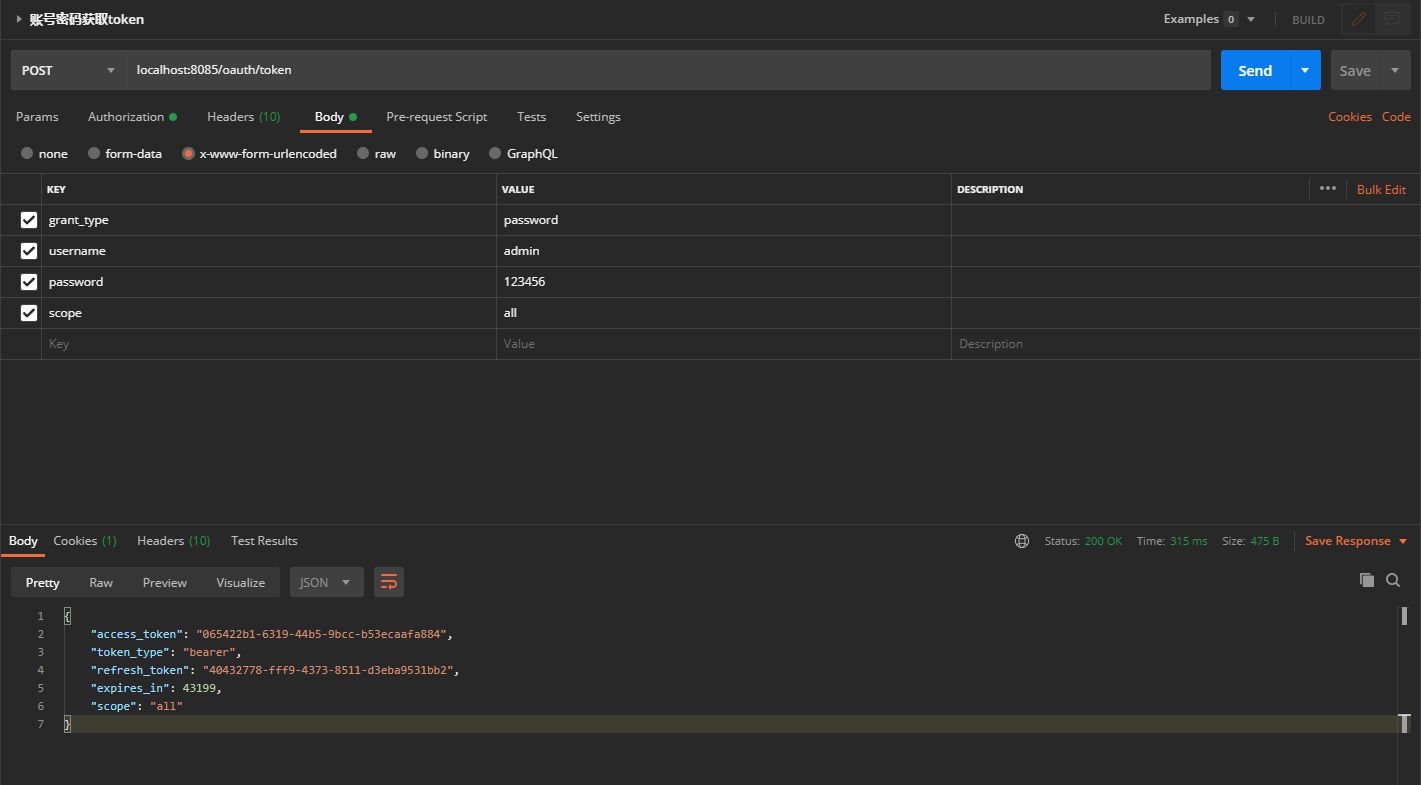 账号密码获取token
Examples 0 BUILD
POST localhost:8085/oauth/token Send Save
Params Authorization Headers (10) Body Pre-request Script Tests Settings Cookies Code
none form-data x-www-form-urlencoded raw binary GraphQL
KEY VALUE DESCRIPTION ••• Bulk Edit
grant_type password
username admin
password 123456
scope all
Key Value Description
Body Cookies (1) Headers (10) Test Results Status: 200 OK Time: 315 ms Size: 475 B Save Response
Pretty Raw Preview Visualize JSON
1 {
2 "access_token": "065422b1-6319-44b5-9bcc-b53ecaafa884",
3 "token_type": "bearer",
4 "refresh_token": "40432778-fff9-4373-8511-d3eba9531bb2",
5 "expires_in": 43199,
6 "scope": "all"
7 }